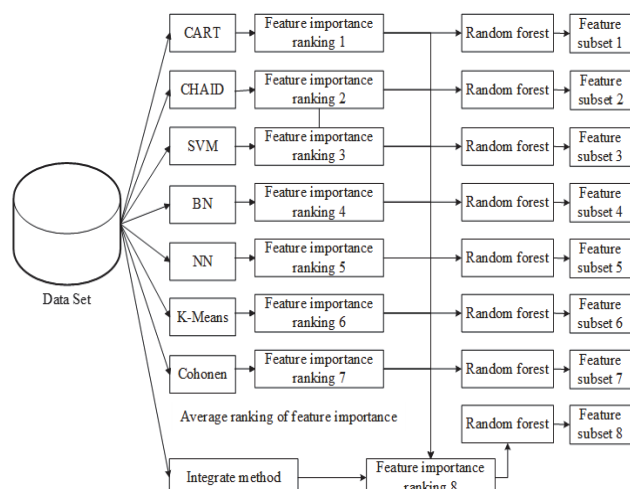 CART
Feature importance
ranking 1
Random forest
Feature
subset 1
CHAID
Feature importance
ranking 2
Random forest
Feature
subset 2
SVM
Feature importance
ranking 3
Random forest
Feature
subset 3
BN
Feature importance
ranking 4
Random forest
Feature
subset 4
NN
Feature importance
ranking 5
Random forest
Feature
subset 5
Data Set
K-Means
Feature importance
ranking 6
Random forest
Feature
subset 6
Cohonen
Feature importance
ranking 7
Random forest
Feature
subset 7
Average ranking of feature importance
Random forest
Feature
subset 8
Integrate method
Feature importance
ranking 8